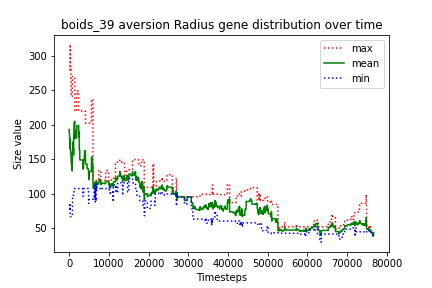 boids_39 aversion Radius gene distribution over time
max
mean
min
Size value
300
250
200
150
100
50
0
10000
20000
30000
40000
50000
60000
70000
80000
Timesteps